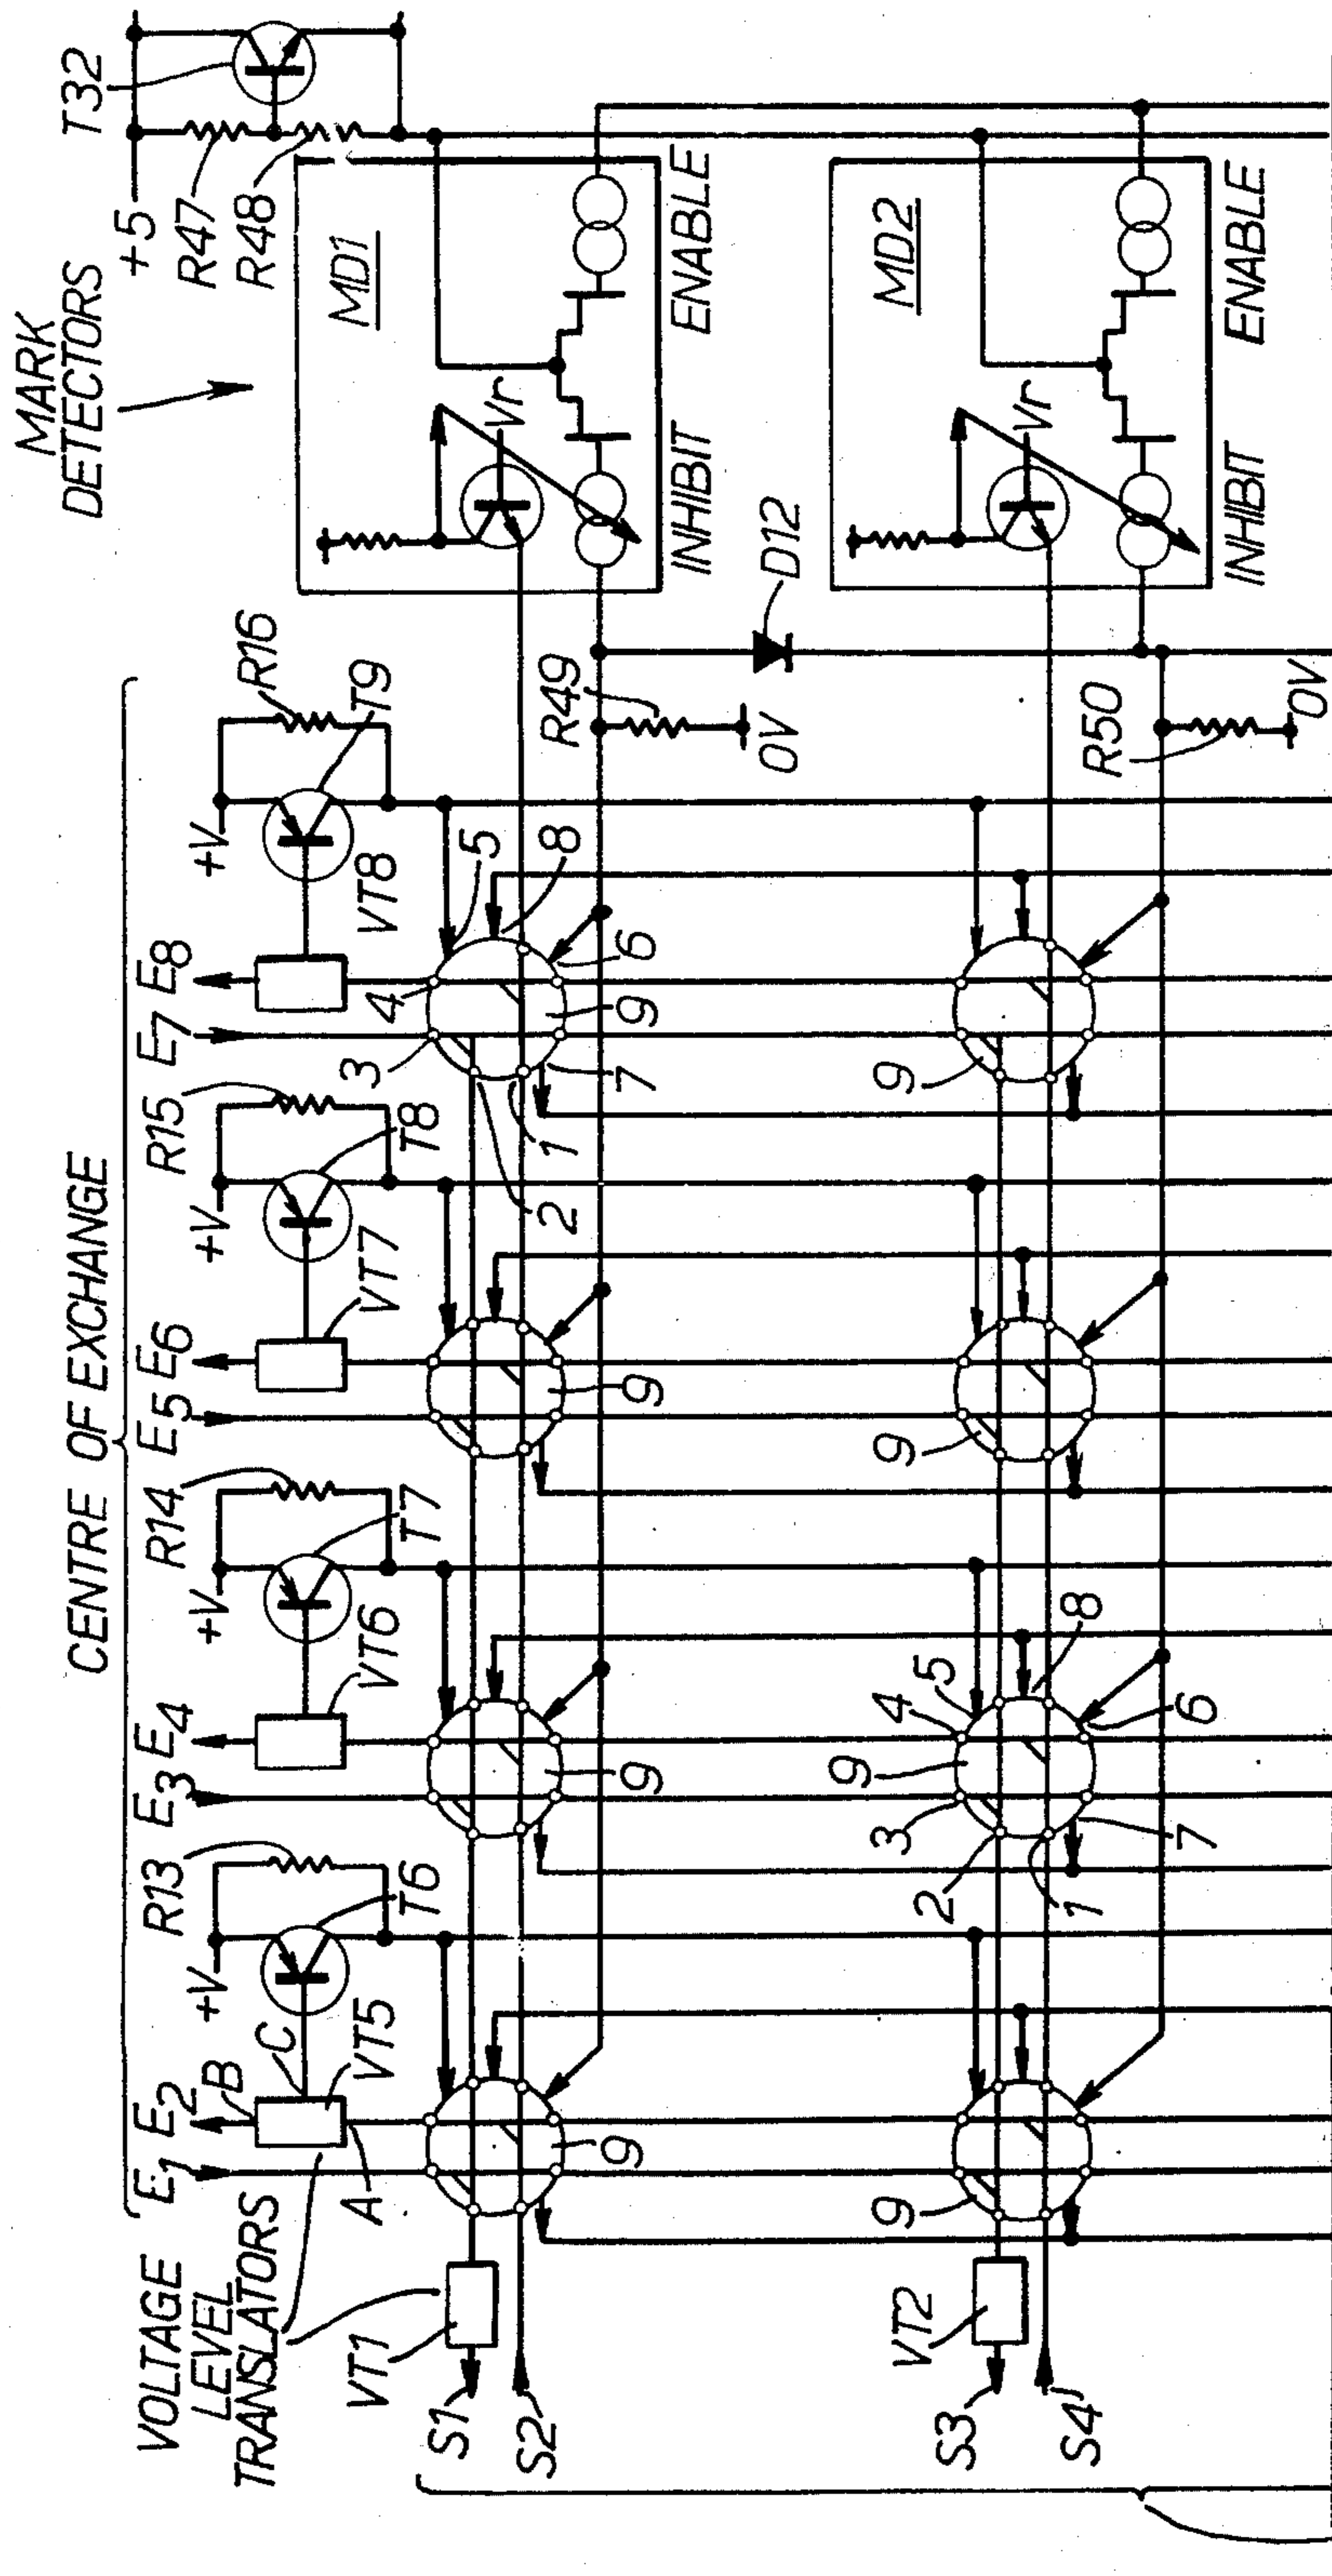 CENTRE OF EXCHANGE
MARK
DETECTORS
VOLTAGE
LEVEL
TRANSLATORS
E1
E2
E3
E4
E5
E6
E7
E8
B
C
A
+V
R13
T6
VT5
+V
R14
T7
VT6
+V
R15
T8
VT7
+V
R16
T9
VT8
+5
R47
R48
T32
MD1
Vr
INHIBIT
ENABLE
VT1
S1
S2
9
9
9
3
4
5
8
6
9
7
1
2
R49
0V
D12
MD2
Vr
INHIBIT
ENABLE
VT2
S3
S4
9
2
3
9
4
5
8
6
7
1
9
9
R50
0V